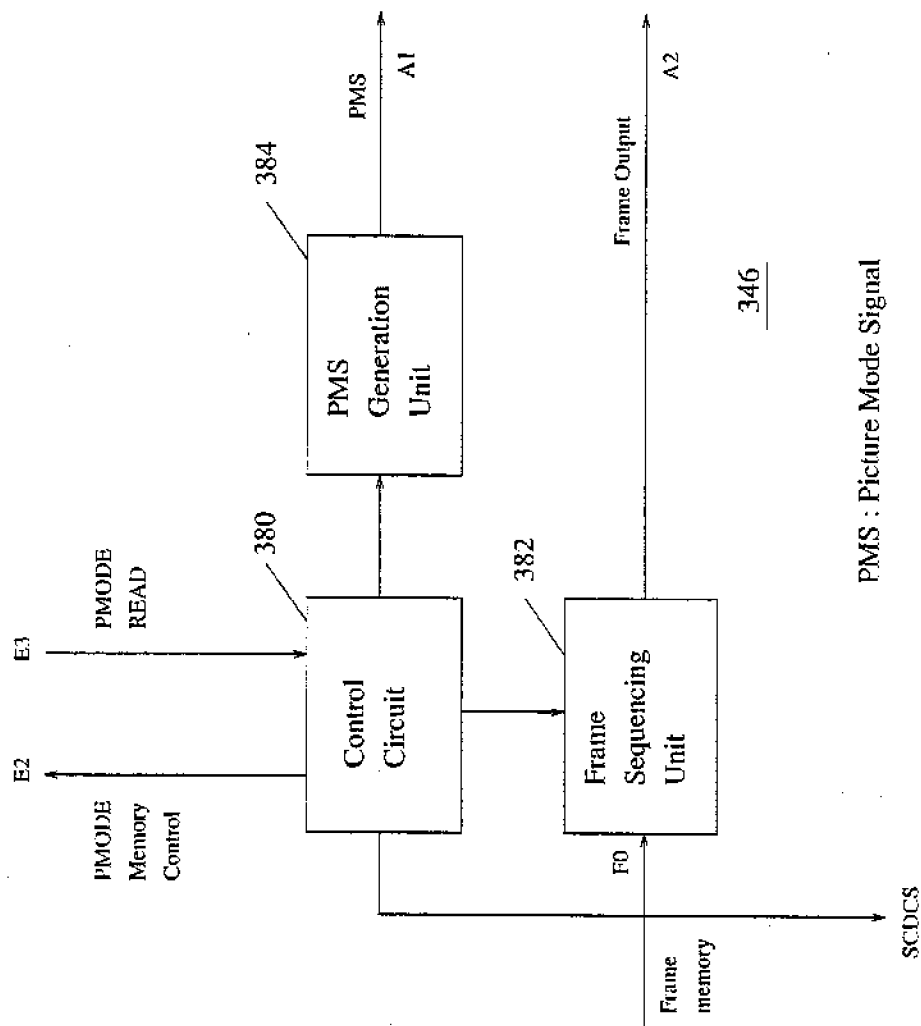 E2
E3
PMODE
Memory
Control
PMODE
READ
380
Control
Circuit
384
PMS
Generation
Unit
PMS
A1
Frame
memory
F0
382
Frame
Sequencing
Unit
Frame Output
A2
SCDCS
346
PMS : Picture Mode Signal